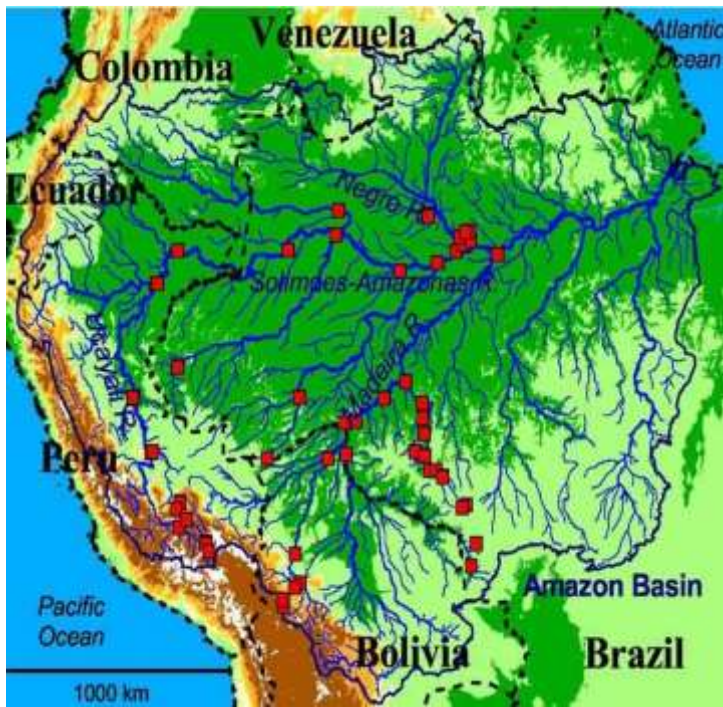 Venezuela
Atlantic
Ocean
Colombia
Ecuador
Negro R.
Solimoes-Amazonas R.
Ucayali R.
Madeira R.
Peru
Amazon Basin
Pacific
Ocean
Bolivia
Brazil
1000 km